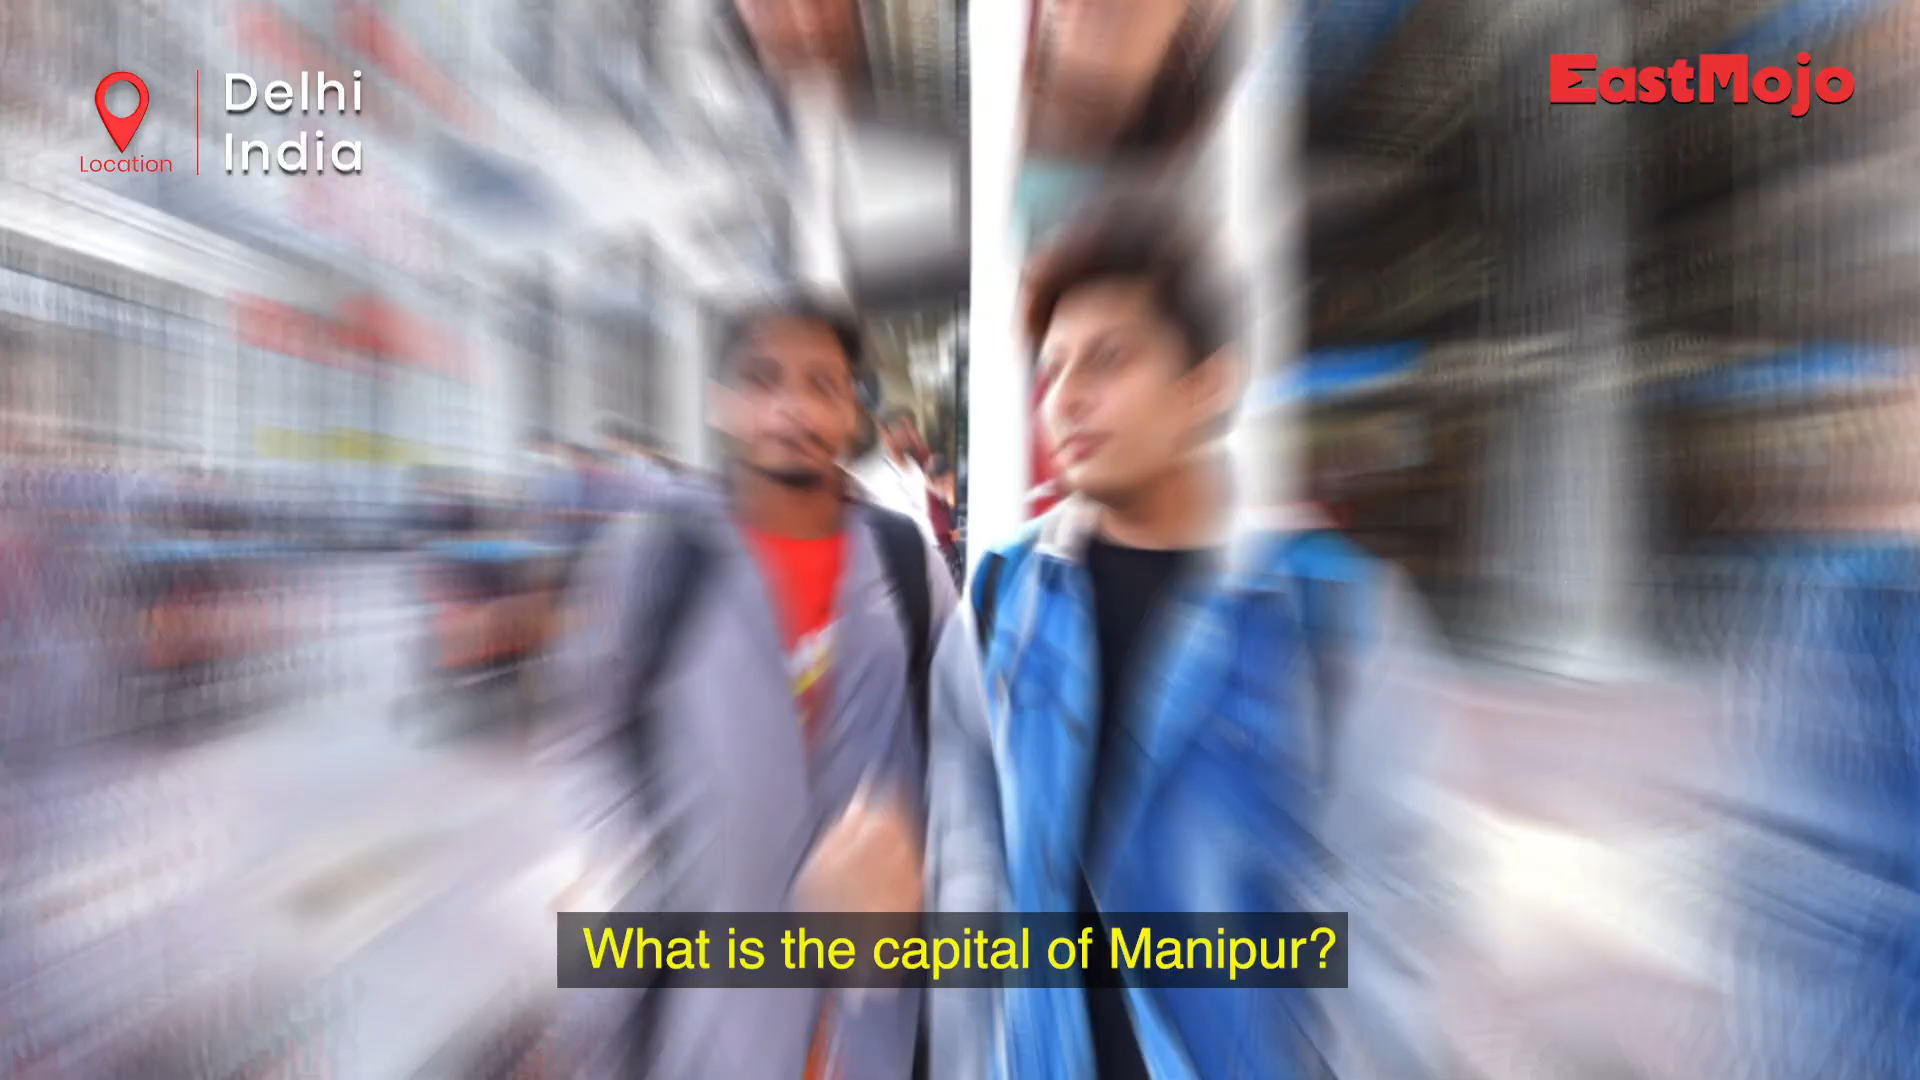 Delhi
India
Location
EastMojo
What is the capital of Manipur?